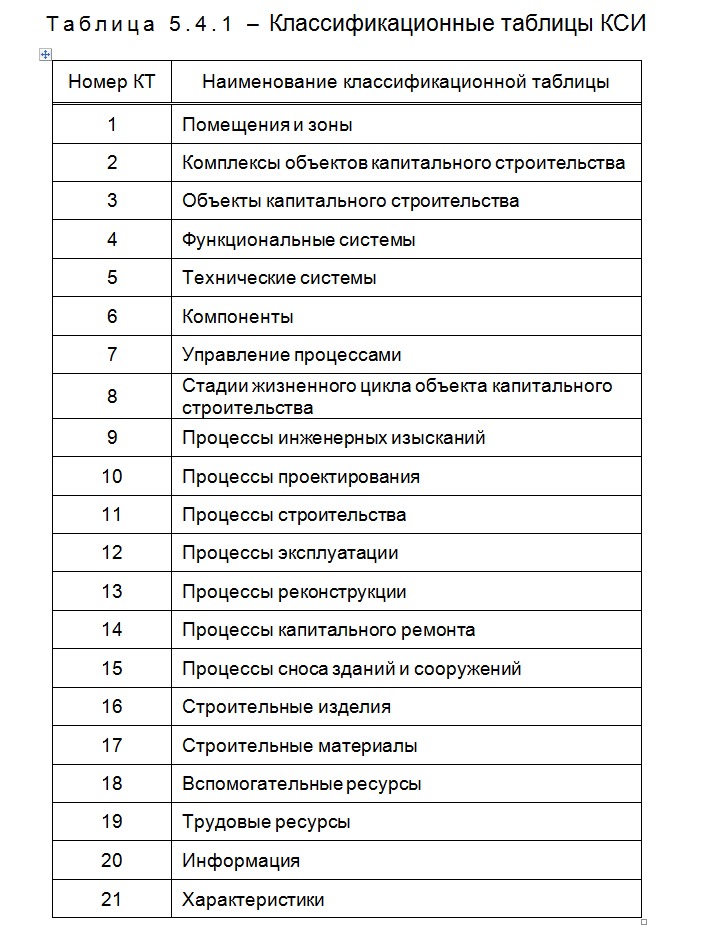 Таблица 5.4.1 – Классификационные таблицы КСИ
Номер КТ Наименование классификационной таблицы
1 Помещения и зоны
2 Комплексы объектов капитального строительства
3 Объекты капитального строительства
4 Функциональные системы
5 Технические системы
6 Компоненты
7 Управление процессами
8 Стадии жизненного цикла объекта капитального
строительства
9 Процессы инженерных изысканий
10 Процессы проектирования
11 Процессы строительства
12 Процессы эксплуатации
13 Процессы реконструкции
14 Процессы капитального ремонта
15 Процессы сноса зданий и сооружений
16 Строительные изделия
17 Строительные материалы
18 Вспомогательные ресурсы
19 Трудовые ресурсы
20 Информация
21 Характеристики